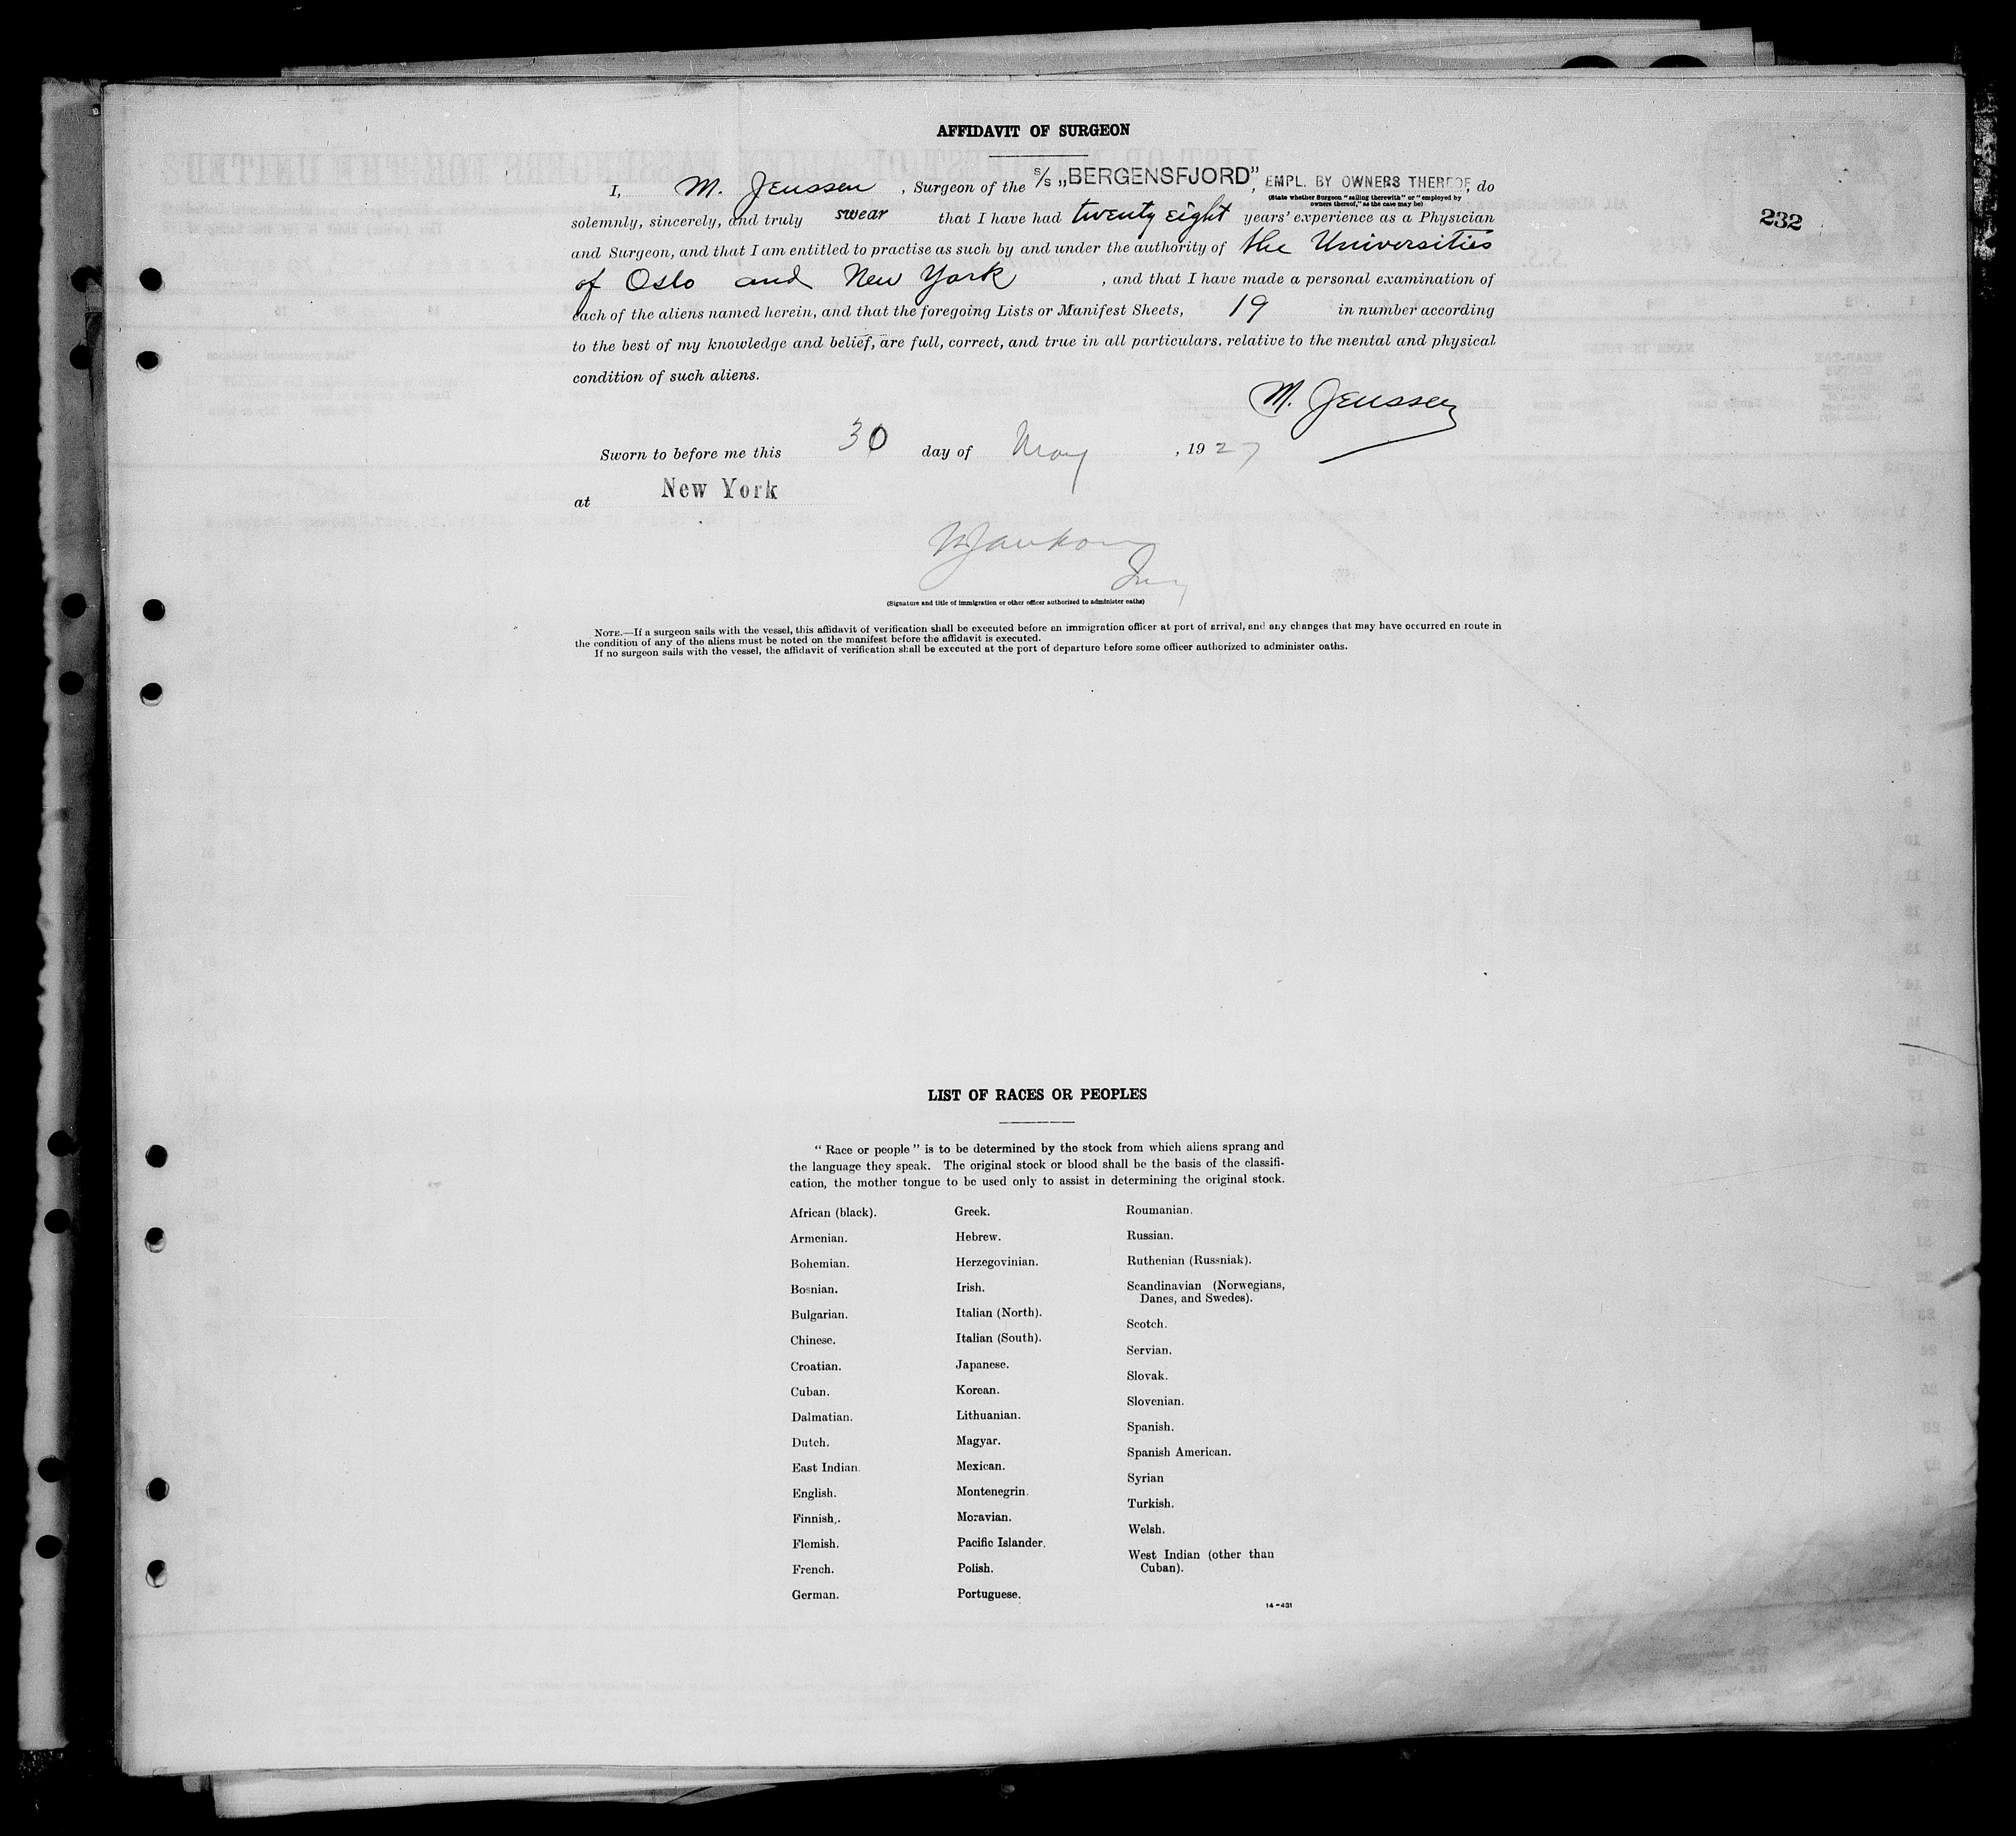 AFFIDAVIT OF SURGEON
232
I, M. Jenssen, Surgeon of the S/S „BERGENSFJORD”, EMPL. BY OWNERS THEREOF, do
(State whether Surgeon “sailing therewith” or “employed by
owners thereof,” as the case may be)
solemnly, sincerely, and truly swear that I have had twenty eight years' experience as a Physician
and Surgeon, and that I am entitled to practise as such by and under the authority of the Universities
of Oslo and New York, and that I have made a personal examination of
each of the aliens named herein, and that the foregoing Lists or Manifest Sheets, 19 in number according
to the best of my knowledge and belief, are full, correct, and true in all particulars, relative to the mental and physical
condition of such aliens.
M. Jenssen
Sworn to before me this 30 day of May, 1927
at New York
(Signature and title of immigration or other officer authorized to administer oaths)
NOTE.—If a surgeon sails with the vessel, this affidavit of verification shall be executed before an immigration officer at port of arrival, and any changes that may have occurred en route in
the condition of any of the aliens must be noted on the manifest before the affidavit is executed.
If no surgeon sails with the vessel, the affidavit of verification shall be executed at the port of departure before some officer authorized to administer oaths.
LIST OF RACES OR PEOPLES
“Race or people” is to be determined by the stock from which aliens sprang and
the language they speak. The original stock or blood shall be the basis of the classifi-
cation, the mother tongue to be used only to assist in determining the original stock.
African (black).
Armenian.
Bohemian.
Bosnian.
Bulgarian.
Chinese.
Croatian.
Cuban.
Dalmatian.
Dutch.
East Indian.
English.
Finnish.
Flemish.
French.
German.
Greek.
Hebrew.
Herzegovinian.
Irish.
Italian (North).
Italian (South).
Japanese.
Korean.
Lithuanian.
Magyar.
Mexican.
Montenegrin.
Moravian.
Pacific Islander.
Polish.
Portuguese.
Roumanian.
Russian.
Ruthenian (Russniak).
Scandinavian (Norwegians,
Danes, and Swedes).
Scotch.
Servian.
Slovak.
Slovenian.
Spanish.
Spanish American.
Syrian
Turkish.
Welsh.
West Indian (other than
Cuban).
14-431